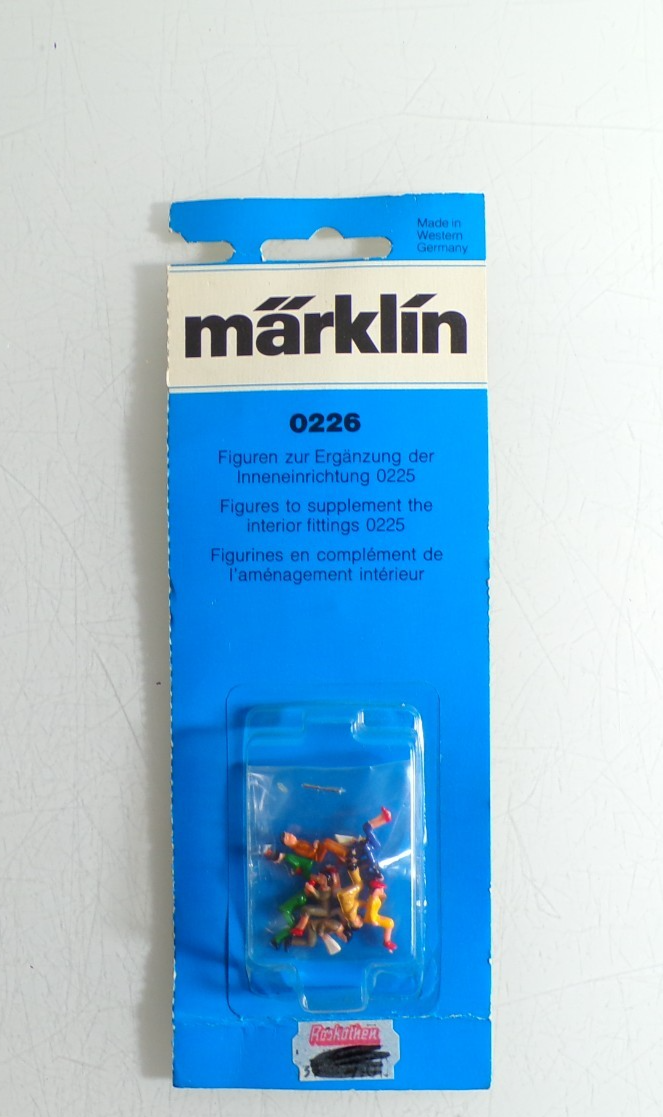 Made in
Western
Germany
märklin
0226
Figuren zur Ergänzung der
Inneneinrichtung 0225
Figures to supplement the
interior fittings 0225
Figurines en complément de
l'aménagement intérieur